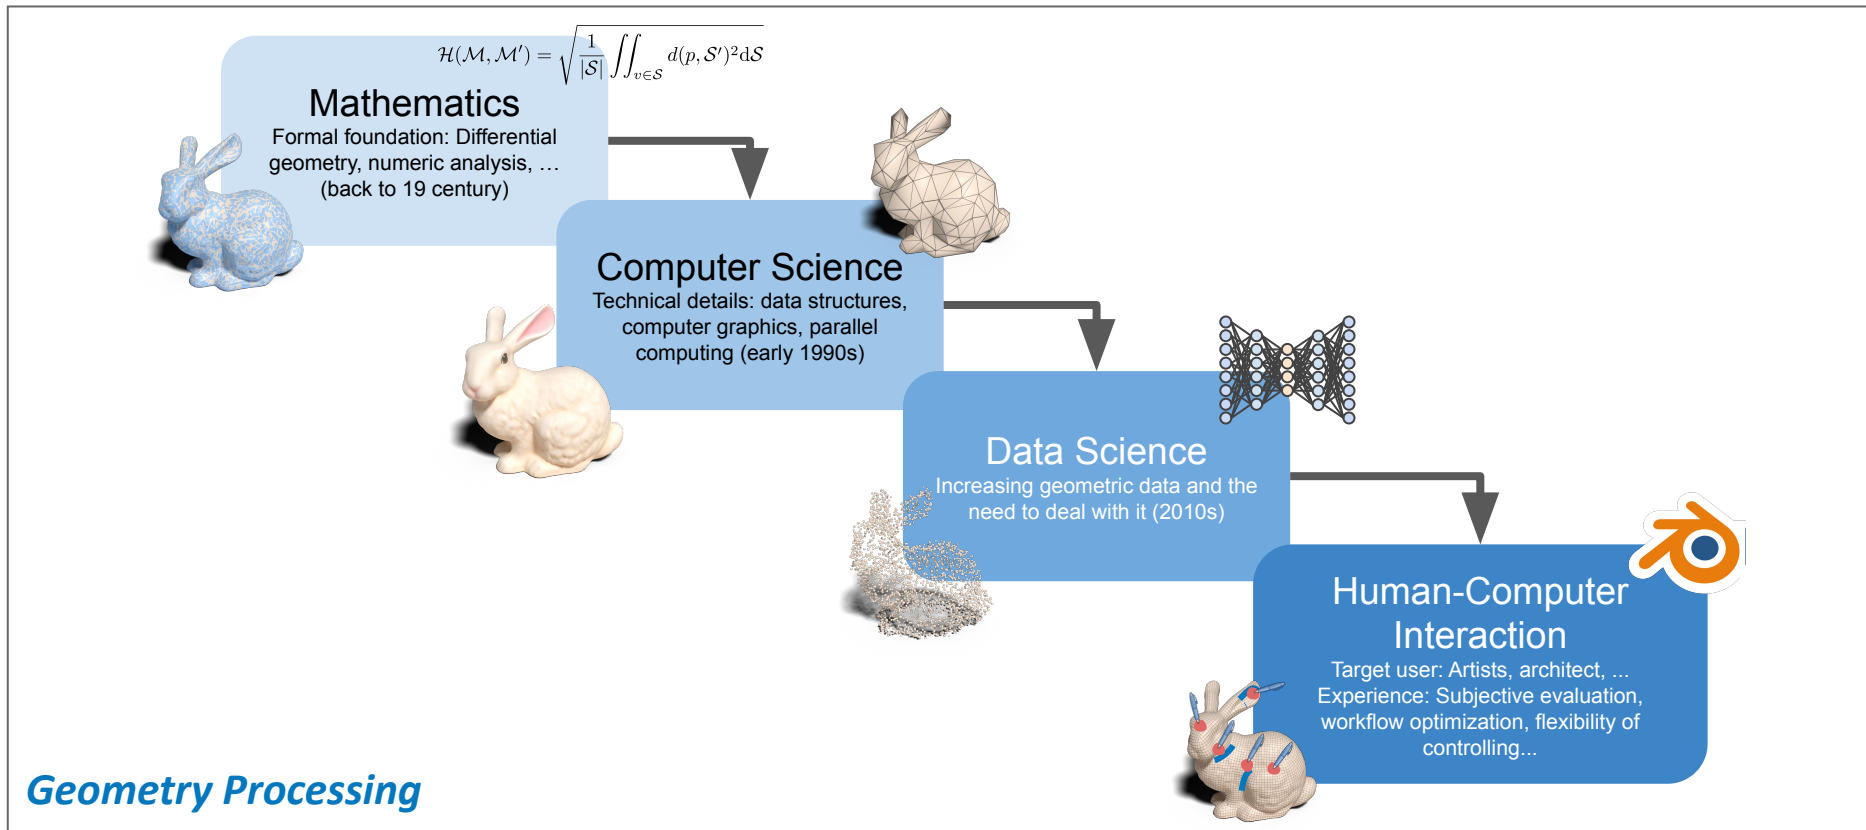 H(M, M′) = √(1/|S| ∬_{v∈S} d(p, S′)² dS)
Mathematics
Formal foundation: Differential
geometry, numeric analysis, …
(back to 19 century)
Computer Science
Technical details: data structures,
computer graphics, parallel
computing (early 1990s)
Data Science
Increasing geometric data and the
need to deal with it (2010s)
Human-Computer
Interaction
Target user: Artists, architect, ...
Experience: Subjective evaluation,
workflow optimization, flexibility of
controlling...
Geometry Processing